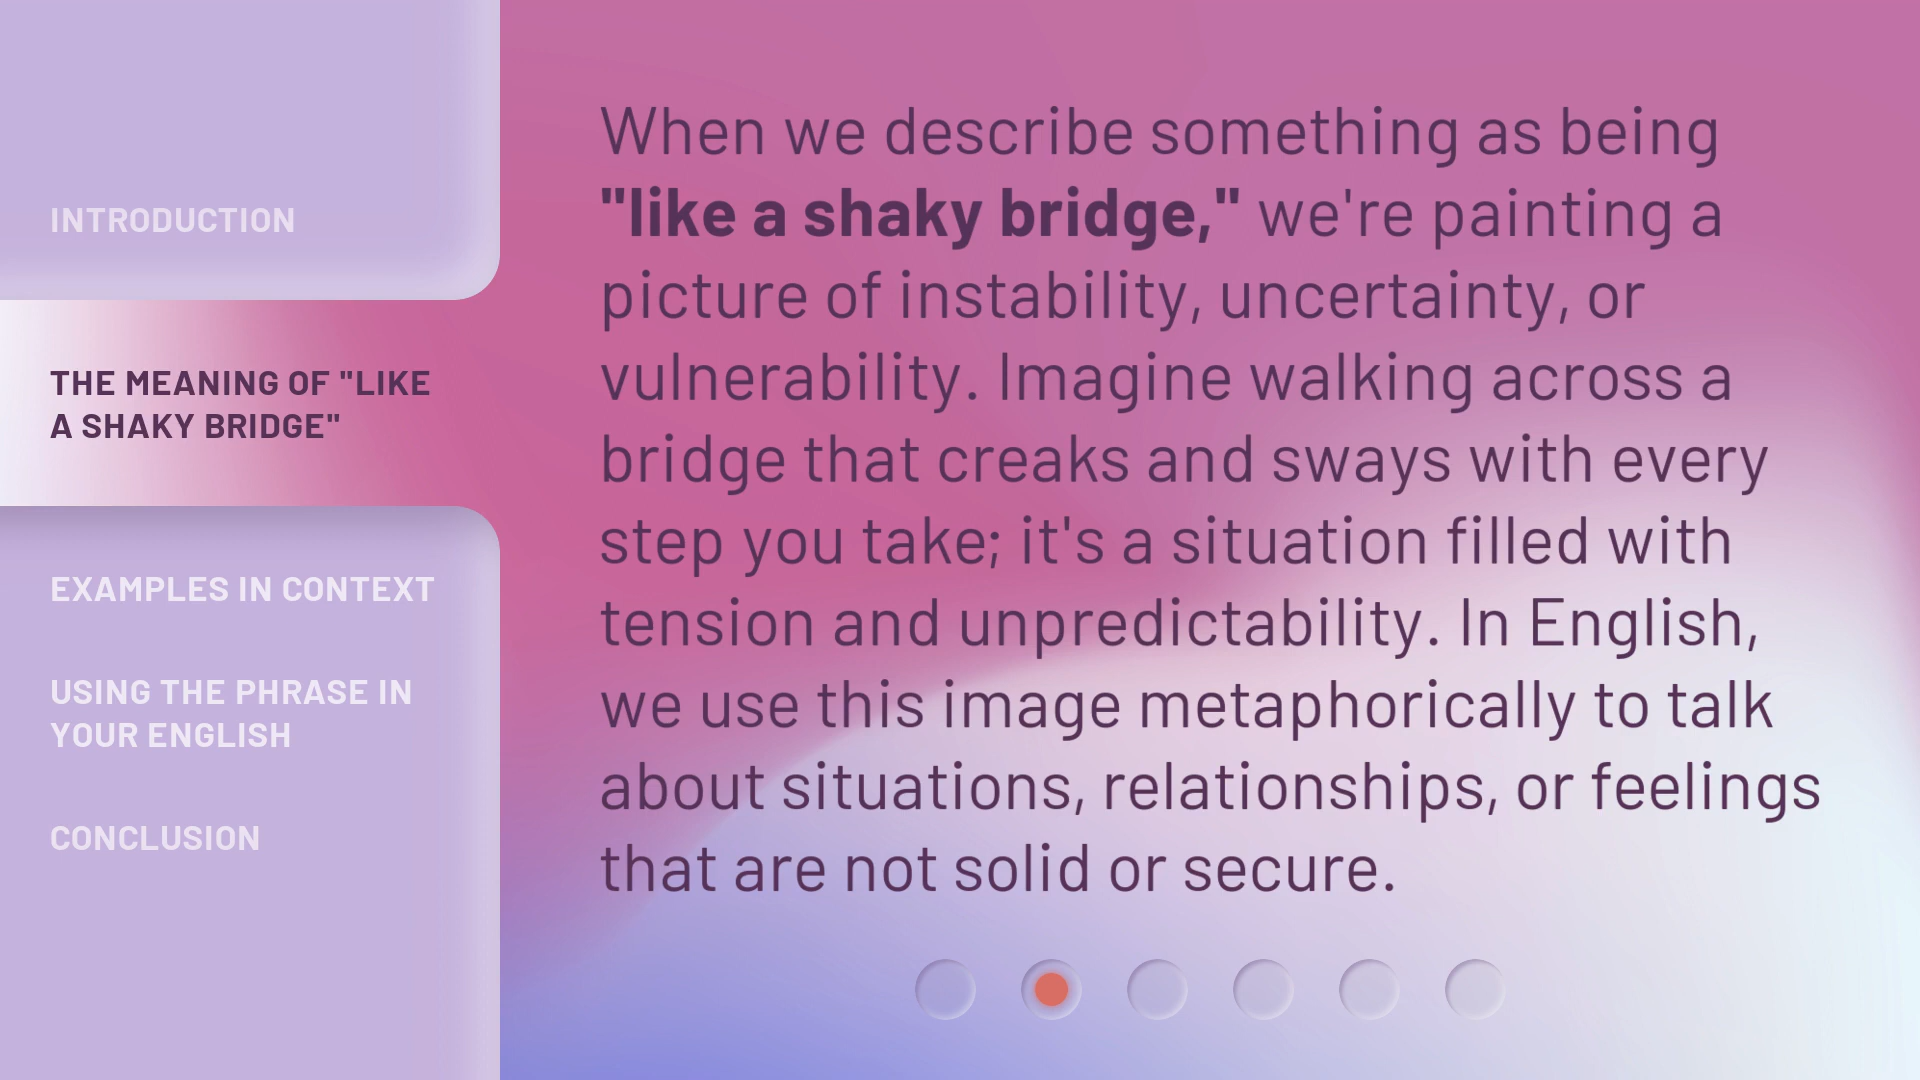 INTRODUCTION
THE MEANING OF "LIKE
A SHAKY BRIDGE"
EXAMPLES IN CONTEXT
USING THE PHRASE IN
YOUR ENGLISH
CONCLUSION
When we describe something as being
"like a shaky bridge," we're painting a
picture of instability, uncertainty, or
vulnerability. Imagine walking across a
bridge that creaks and sways with every
step you take; it's a situation filled with
tension and unpredictability. In English,
we use this image metaphorically to talk
about situations, relationships, or feelings
that are not solid or secure.